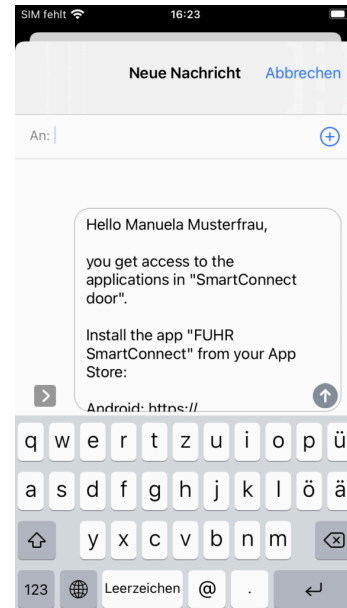 SIM fehlt 16:23
Neue Nachricht Abbrechen
An:
Hello Manuela Musterfrau,
you get access to the
applications in "SmartConnect
door".
Install the app "FUHR
SmartConnect" from your App
Store:
Android: https://
q w e r t z u i o p ü
a s d f g h j k l ö ä
y x c v b n m
123 Leerzeichen @ .